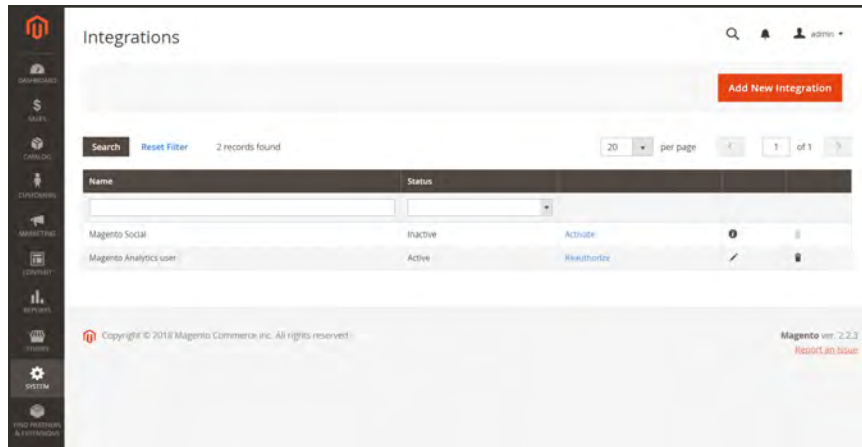 Integrations
admin
Add New Integration
Search Reset Filter 2 records found 20 per page 1 of 1
Name Status
Magento Social Inactive Activate
Magento Analytics user Active Reauthorize
Copyright © 2018 Magento Commerce Inc. All rights reserved.
Magento ver. 2.2.3
Report an Issue
DASHBOARD
SALES
CATALOG
CUSTOMERS
MARKETING
CONTENT
REPORTS
STORES
SYSTEM
FIND PARTNERS
& EXTENSIONS